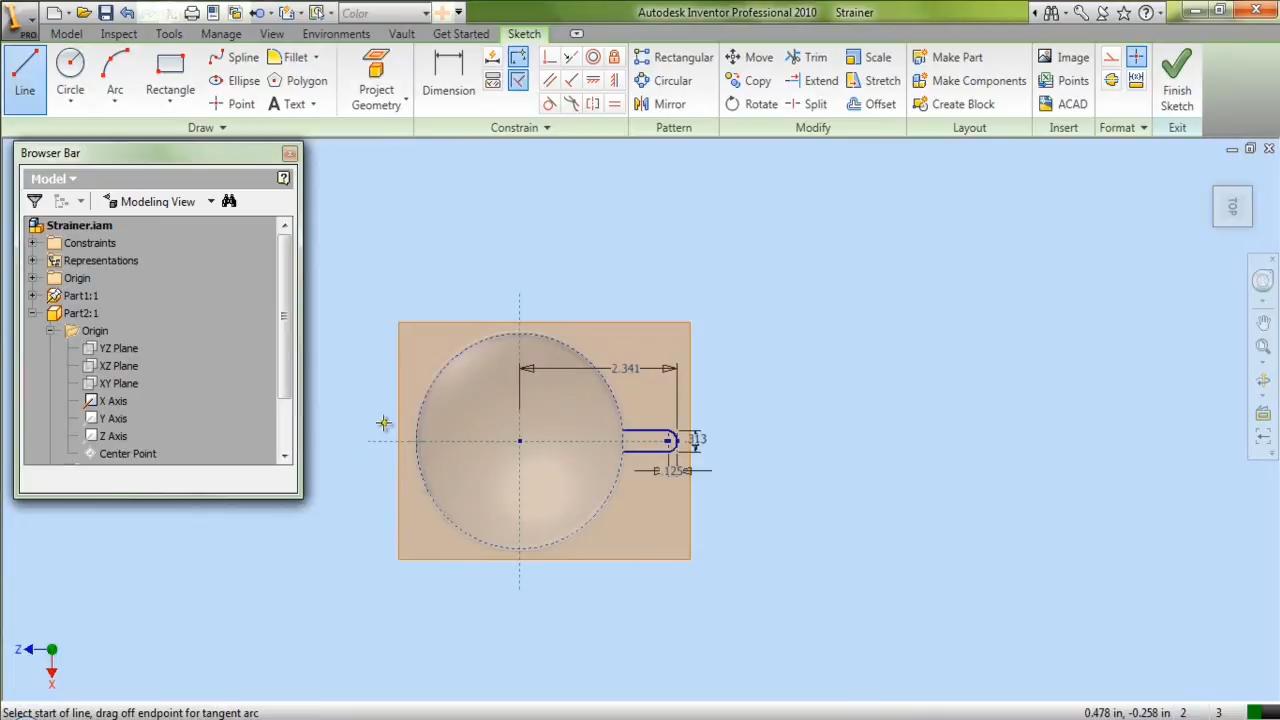 Color
Autodesk Inventor Professional 2010 Strainer
PRO Model Inspect Tools Manage View Environments Vault Get Started Sketch
Line Circle Arc Rectangle Spline Fillet Ellipse Polygon Point Text
Project Geometry Dimension
Rectangular Circular Mirror
Move Trim Scale
Copy Extend Stretch
Rotate Split Offset
Make Part
Make Components
Create Block
Image
Points
ACAD
Finish Sketch
Draw Constrain Pattern Modify Layout Insert Format Exit
Browser Bar
Model
Modeling View
Strainer.iam
Constraints
Representations
Origin
Part1:1
Part2:1
Origin
YZ Plane
XZ Plane
XY Plane
X Axis
Y Axis
Z Axis
Center Point
TOP
2.341
.313
.125
Z
X
Select start of line, drag off endpoint for tangent arc
0.478 in, -0.258 in 2 3